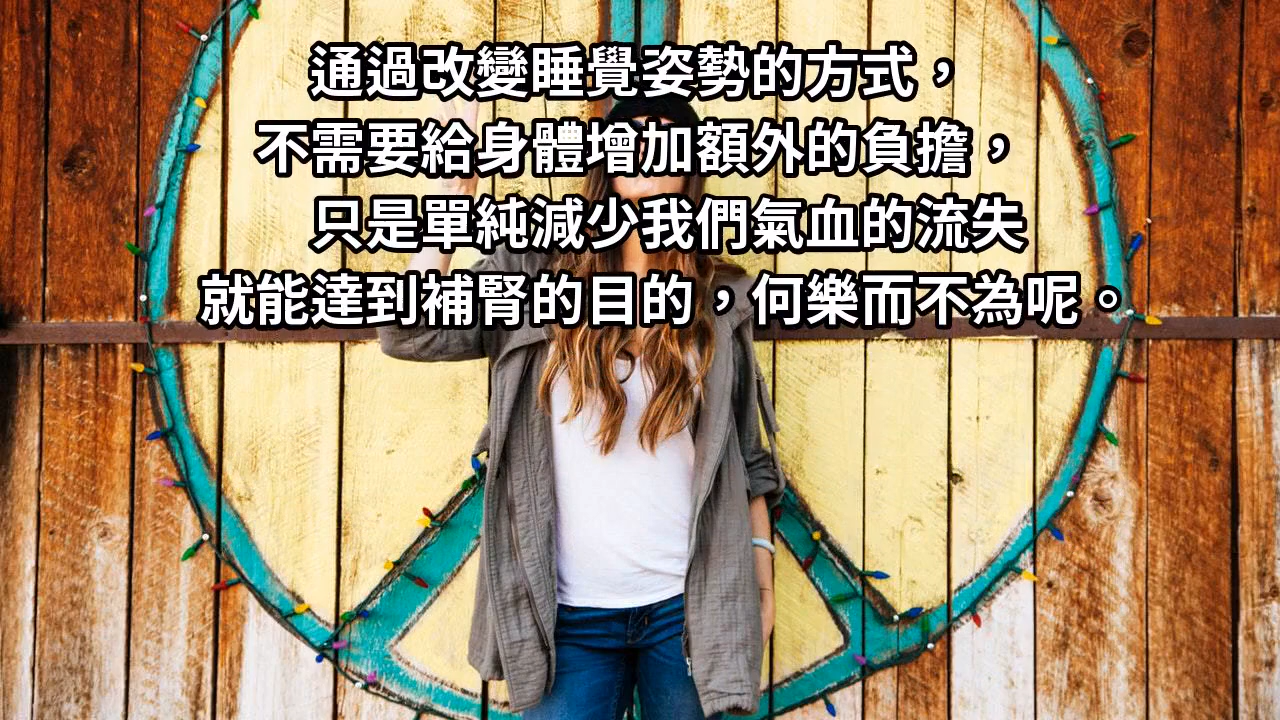 通過改變睡覺姿勢的方式，
不需要給身體增加額外的負擔，
只是單純減少我們氣血的流失
就能達到補腎的目的，何樂而不為呢。